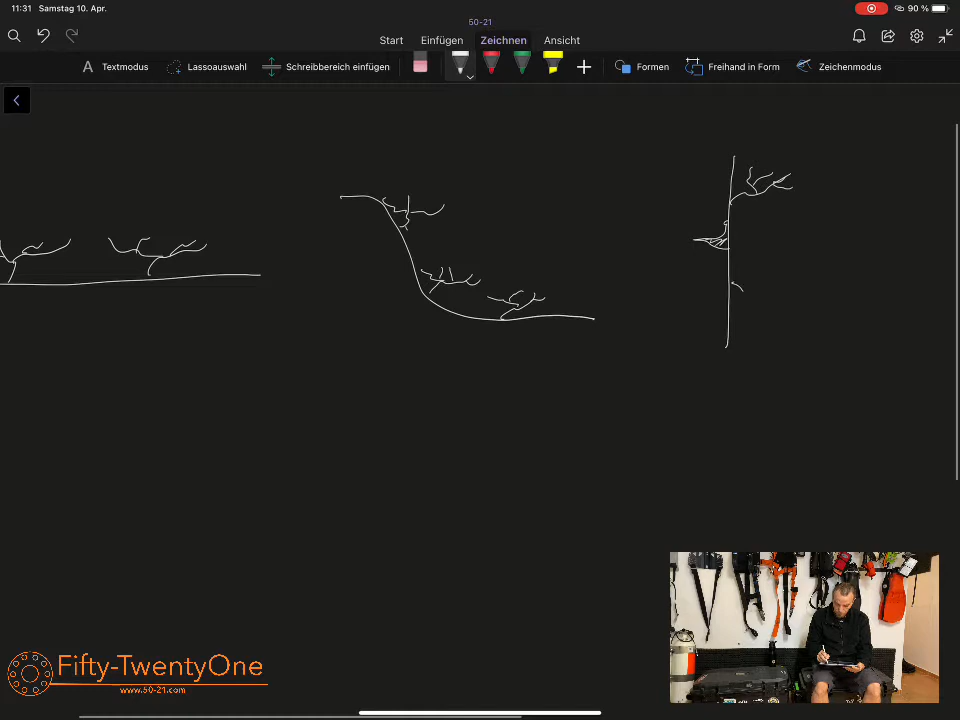 11:31 Samstag 10. Apr.
90 %
50-21
Start Einfügen Zeichnen Ansicht
A Textmodus Lassoauswahl Schreibbereich einfügen Formen Freihand in Form Zeichenmodus
Fifty-TwentyOne
www.50-21.com